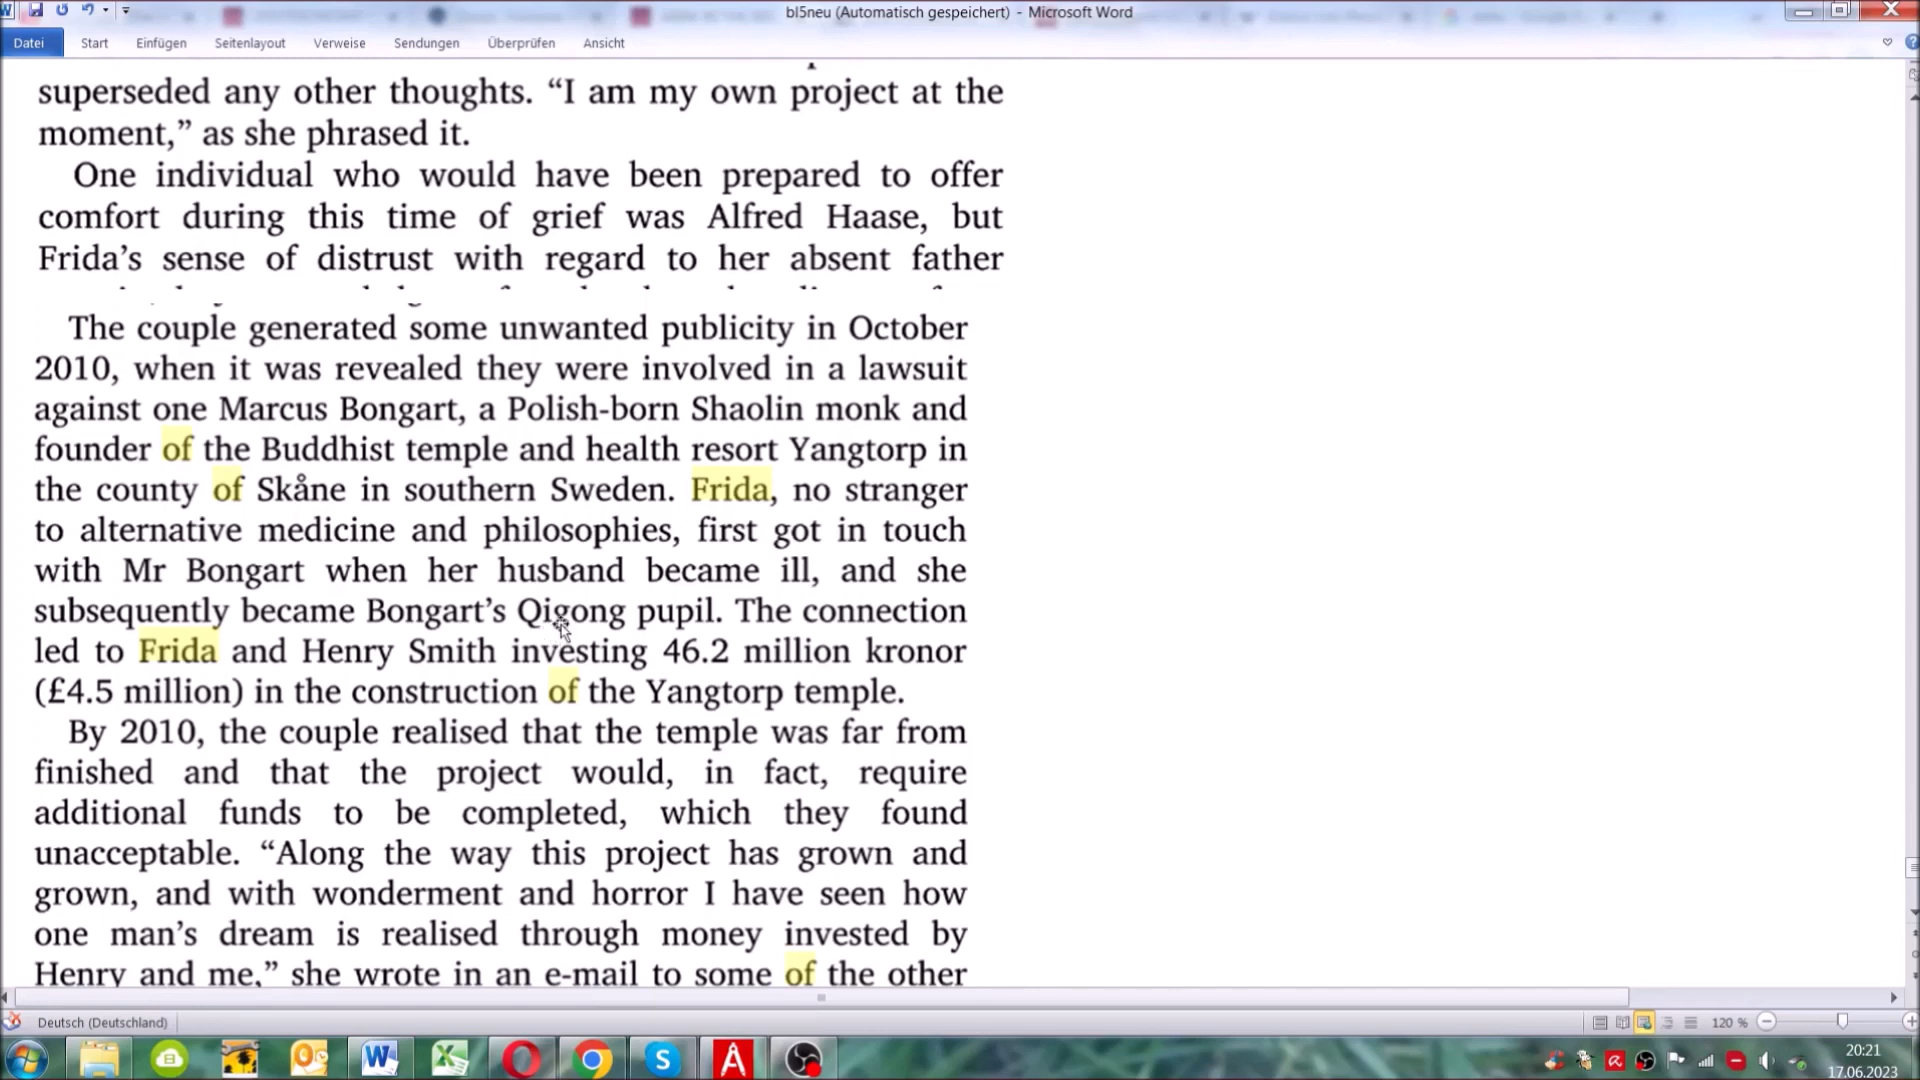 bl5neu (Automatisch gespeichert) - Microsoft Word
Datei Start Einfügen Seitenlayout Verweise Sendungen Überprüfen Ansicht
superseded any other thoughts. “I am my own project at the
moment,” as she phrased it.
One individual who would have been prepared to offer
comfort during this time of grief was Alfred Haase, but
Frida’s sense of distrust with regard to her absent father
The couple generated some unwanted publicity in October
2010, when it was revealed they were involved in a lawsuit
against one Marcus Bongart, a Polish-born Shaolin monk and
founder of the Buddhist temple and health resort Yangtorp in
the county of Skåne in southern Sweden. Frida, no stranger
to alternative medicine and philosophies, first got in touch
with Mr Bongart when her husband became ill, and she
subsequently became Bongart’s Qigong pupil. The connection
led to Frida and Henry Smith investing 46.2 million kronor
(£4.5 million) in the construction of the Yangtorp temple.
By 2010, the couple realised that the temple was far from
finished and that the project would, in fact, require
additional funds to be completed, which they found
unacceptable. “Along the way this project has grown and
grown, and with wonderment and horror I have seen how
one man’s dream is realised through money invested by
Henry and me,” she wrote in an e-mail to some of the other
Deutsch (Deutschland)
120 %
20:21
17.06.2023